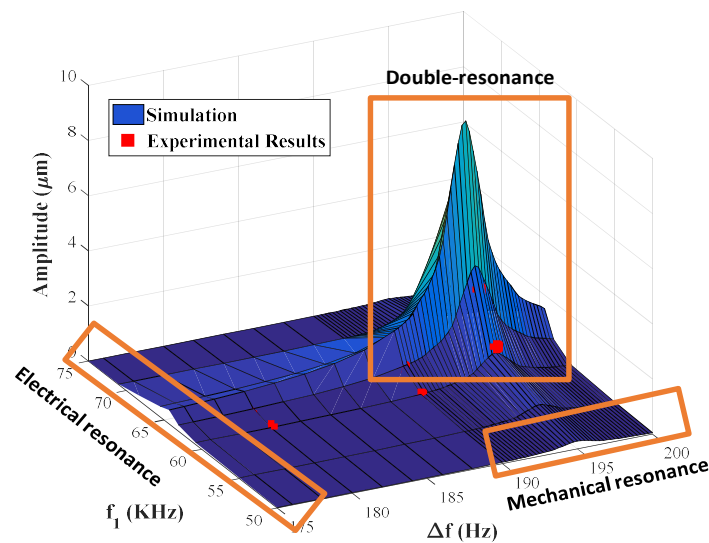 10
Double-resonance
Simulation
Experimental Results
8
6
4
2
0
Amplitude (μm)
75
70
65
60
55
50
Electrical resonance
f1 (KHz)
175
180
185
190
195
200
Mechanical resonance
Δf (Hz)